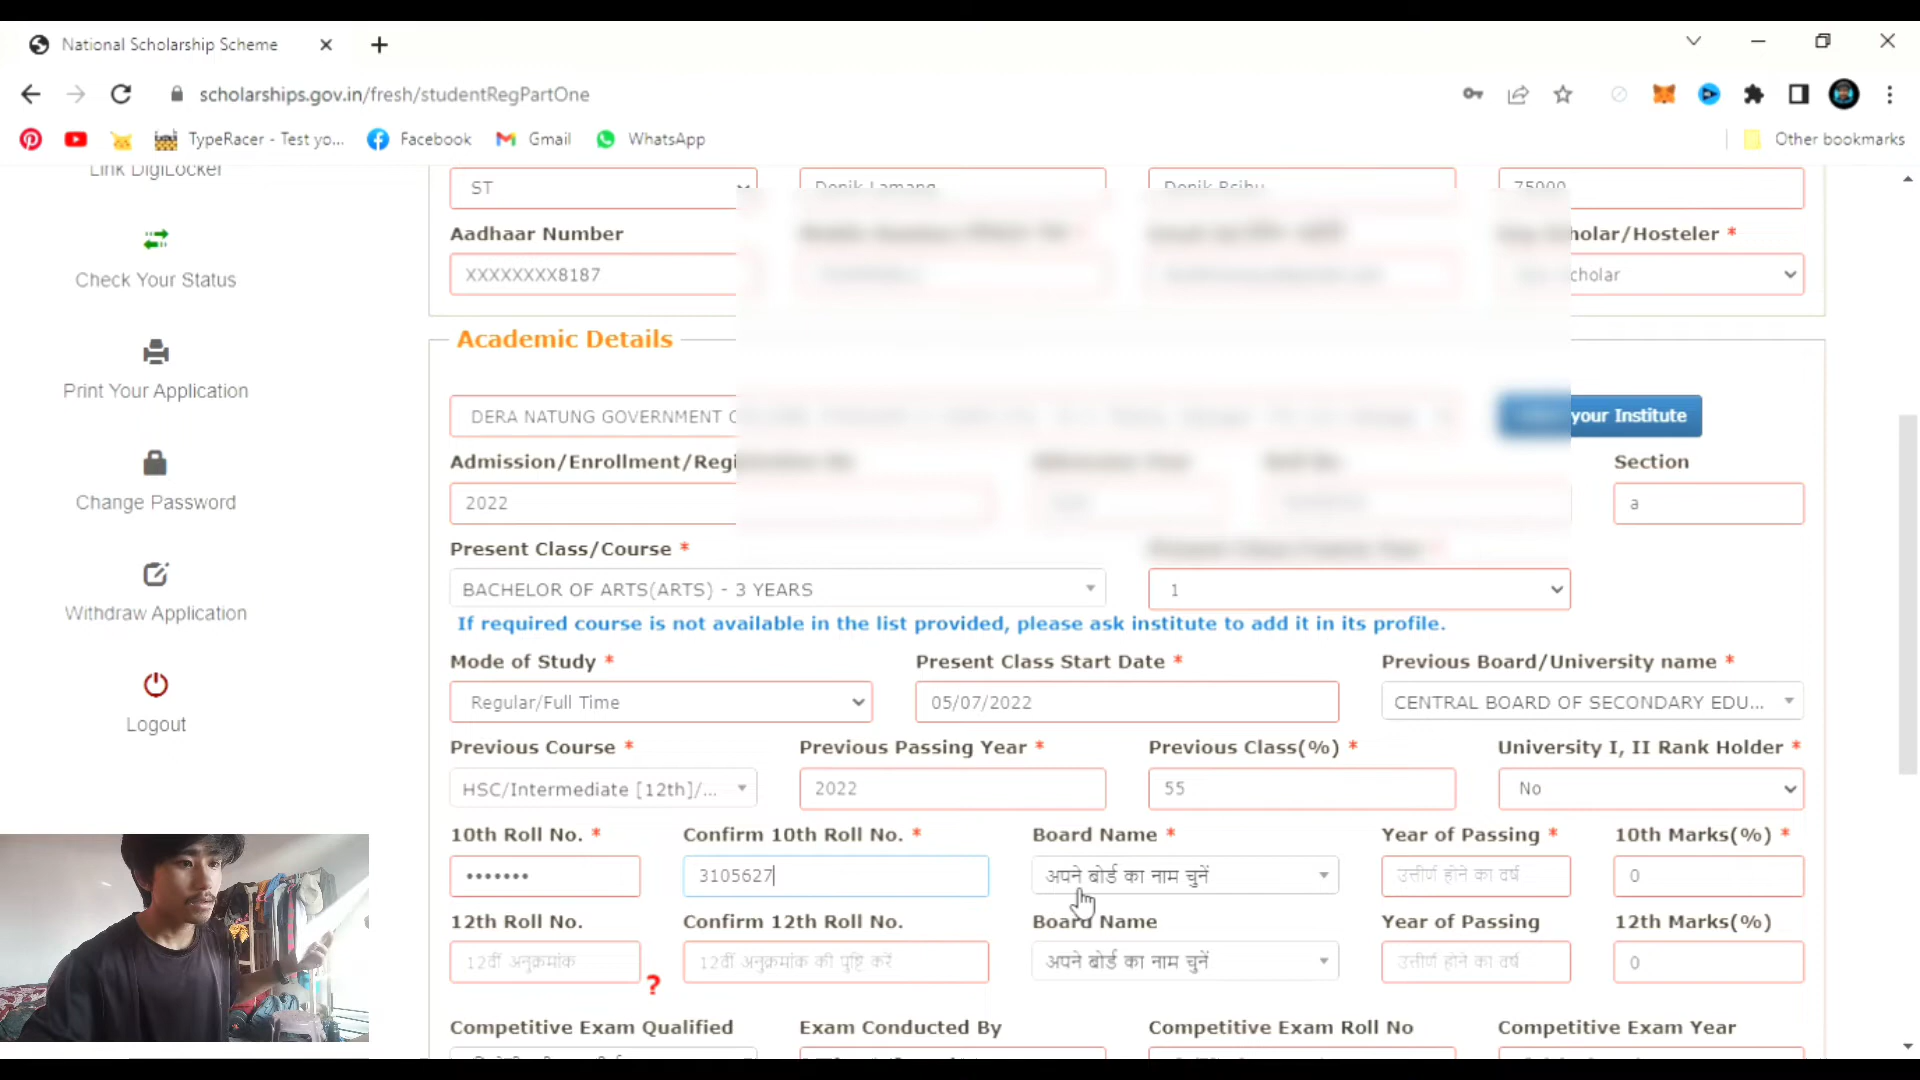 National Scholarship Scheme
scholarships.gov.in/fresh/studentRegPartOne
TypeRacer - Test yo... Facebook Gmail WhatsApp Other bookmarks
Link DigiLocker
Check Your Status
Print Your Application
Change Password
Withdraw Application
Logout
ST 75000
Aadhaar Number holar/Hosteler *
XXXXXXXX8187 cholar
Academic Details
DERA NATUNG GOVERNMENT C your Institute
Admission/Enrollment/Regi Section
2022 a
Present Class/Course *
BACHELOR OF ARTS(ARTS) - 3 YEARS 1
If required course is not available in the list provided, please ask institute to add it in its profile.
Mode of Study * Present Class Start Date * Previous Board/University name *
Regular/Full Time 05/07/2022 CENTRAL BOARD OF SECONDARY EDU...
Previous Course * Previous Passing Year * Previous Class(%) * University I, II Rank Holder *
HSC/Intermediate [12th]/... 2022 55 No
10th Roll No. * Confirm 10th Roll No. * Board Name * Year of Passing * 10th Marks(%) *
••••••• 3105627 अपने बोर्ड का नाम चुनें उत्तीर्ण होने का वर्ष 0
12th Roll No. Confirm 12th Roll No. Board Name Year of Passing 12th Marks(%)
12वीं अनुक्रमांक ? 12वीं अनुक्रमांक की पुष्टि करें अपने बोर्ड का नाम चुनें उत्तीर्ण होने का वर्ष 0
Competitive Exam Qualified Exam Conducted By Competitive Exam Roll No Competitive Exam Year